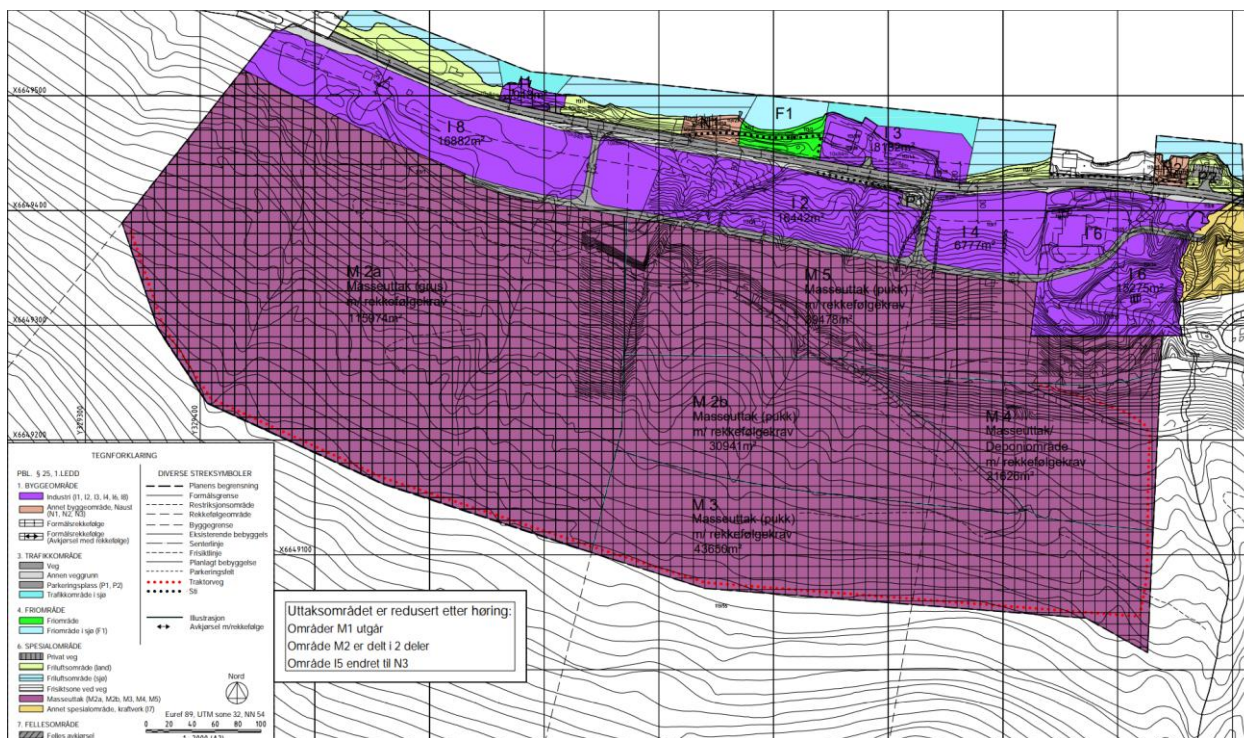 X6649500
X6649400
X6649300
X6649200
X6649100
Y329300
Y329400
F1
I 3
8182m²
I 8
16882m²
I 2
16442m²
P1
I 4
6777m²
I 6
I 6
15275m²
M 2a
Masseuttak (grus)
m/ rekkefølgekrav
115974m²
M 5
Masseuttak (pukk)
m/ rekkefølgekrav
M 2b
Masseuttak (pukk)
m/ rekkefølgekrav
30941m²
M 4
Masseuttak/
Deponiområde
m/ rekkefølgekrav
21626m²
M 3
Masseuttak (pukk)
m/ rekkefølgekrav
43650m²
TEGNFORKLARING
PBL. § 25, 1.LEDD
1. BYGGEOMRÅDE
Industri (I1, I2, I3, I4, I6, I8)
Annet byggeområde, Naust
(N1, N2, N3)
Formålsrekkefølge
Formålsrekkefølge
(Avkjørsel med rekkefølge)
3. TRAFIKKOMRÅDE
Veg
Annen veggrunn
Parkeringsplass (P1, P2)
Trafikkområde i sjø
4. FRIOMRÅDE
Friområde
Friområde i sjø (F1)
6. SPESIALOMRÅDE
Privat veg
Friluftsområde (land)
Friluftsområde (sjø)
Frisiktsone ved veg
Masseuttak (M2a, M2b, M3, M4, M5)
Annet spesialområde, kraftverk (I7)
7. FELLESOMRÅDE
Felles avkjørsel
DIVERSE STREKSYMBOLER
Planens begrensning
Formålsgrense
Restriksjonsområde
Rekkefølgeområde
Byggegrense
Eksisterende bebyggels
Senterlinje
Frisiktlinje
Planlagt bebyggelse
Parkeringsfelt
Traktorveg
Sti
Illustrasjon
Avkjørsel m/rekkefølge
Nord
Euref 89, UTM sone 32, NN 54
0 20 40 60 80 100
Uttaksområdet er redusert etter høring:
Områder M1 utgår
Område M2 er delt i 2 deler
Område I5 endret til N3